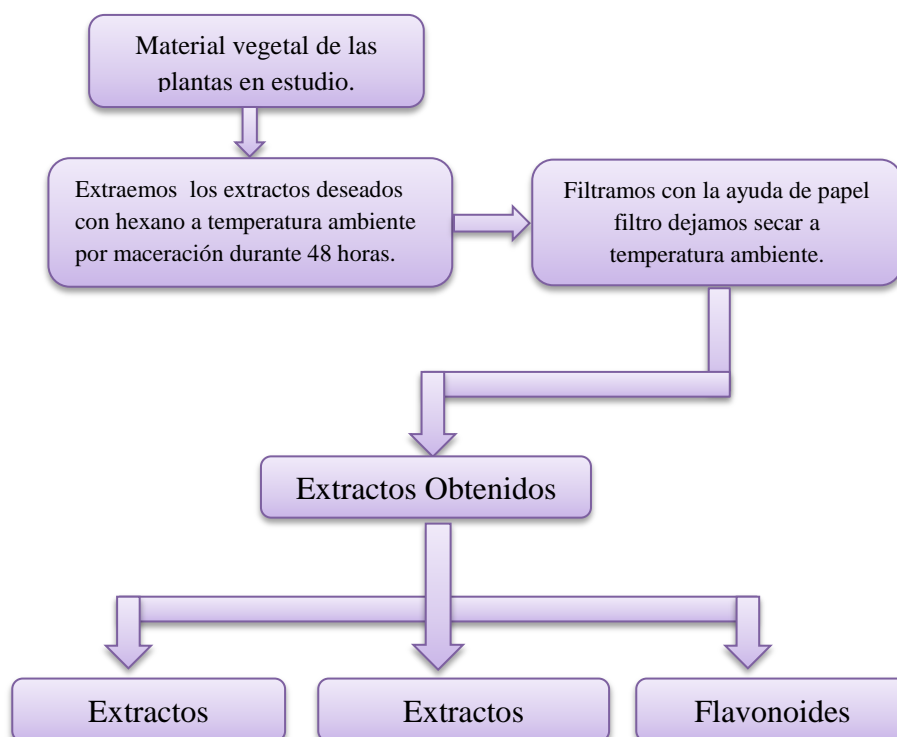 Material vegetal de las
plantas en estudio.
Extraemos los extractos deseados
con hexano a temperatura ambiente
por maceración durante 48 horas.
Filtramos con la ayuda de papel
filtro dejamos secar a
temperatura ambiente.
Extractos Obtenidos
Extractos
Extractos
Flavonoides